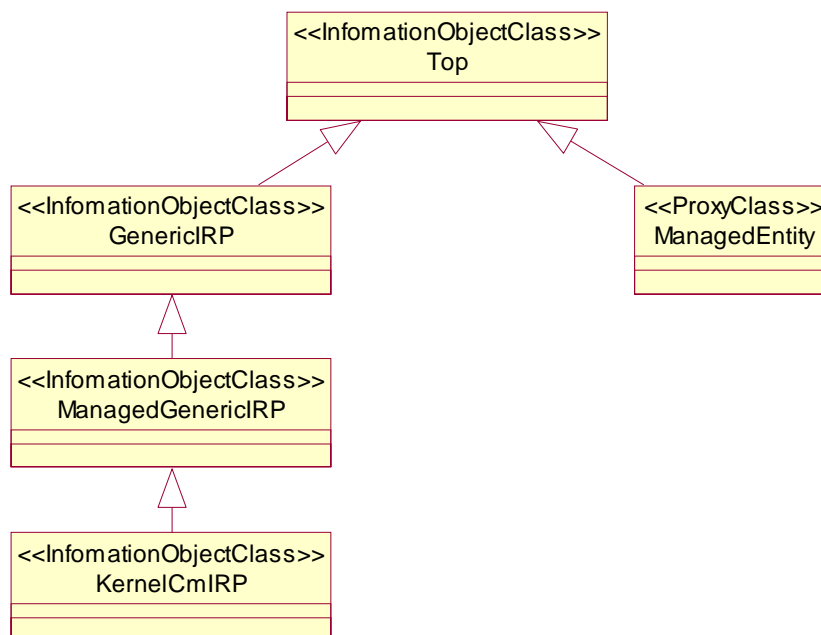 <<InfomationObjectClass>>
Top
<<InfomationObjectClass>>
GenericIRP
<<ProxyClass>>
ManagedEntity
<<InfomationObjectClass>>
ManagedGenericIRP
<<InfomationObjectClass>>
KernelCmIRP